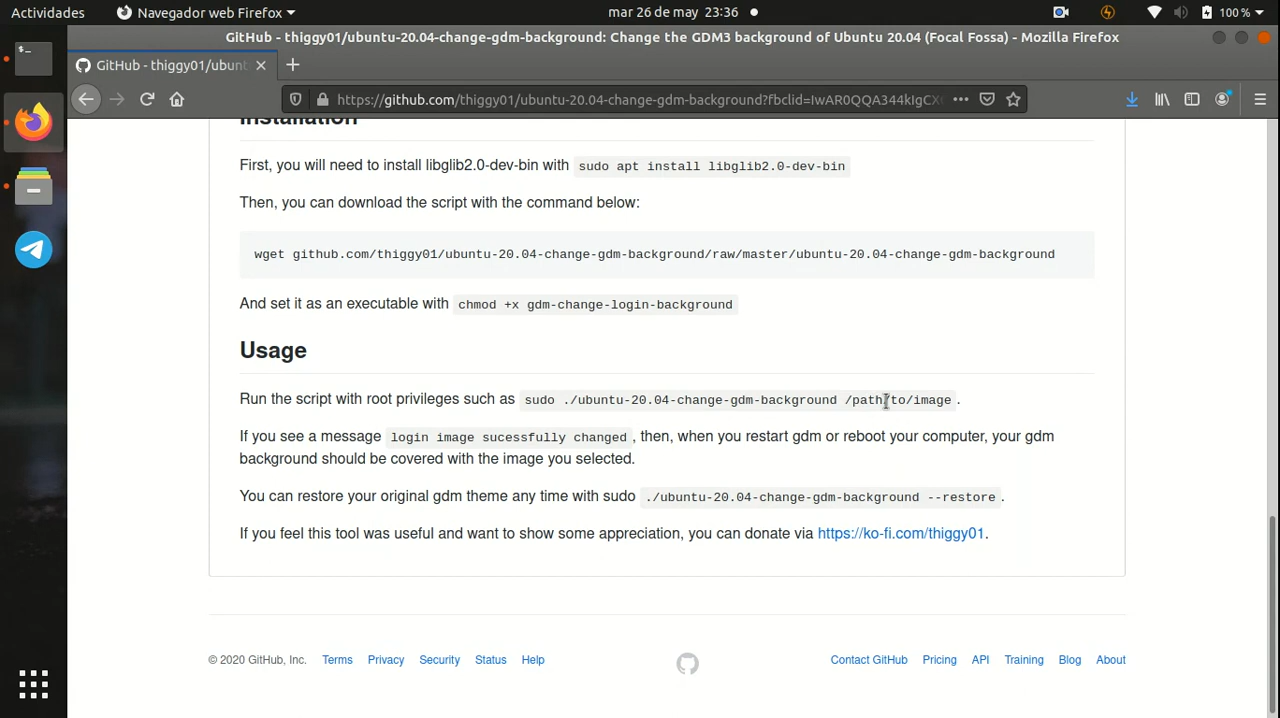 Actividades
Navegador web Firefox
mar 26 de may 23:36
100 %
GitHub - thiggy01/ubuntu-20.04-change-gdm-background: Change the GDM3 background of Ubuntu 20.04 (Focal Fossa) - Mozilla Firefox
GitHub - thiggy01/ubunt
https://github.com/thiggy01/ubuntu-20.04-change-gdm-background?fbclid=IwAR0QQA344kIgCX
Installation
First, you will need to install libglib2.0-dev-bin with sudo apt install libglib2.0-dev-bin
Then, you can download the script with the command below:
wget github.com/thiggy01/ubuntu-20.04-change-gdm-background/raw/master/ubuntu-20.04-change-gdm-background
And set it as an executable with chmod +x gdm-change-login-background
Usage
Run the script with root privileges such as sudo ./ubuntu-20.04-change-gdm-background /path/to/image.
If you see a message login image sucessfully changed, then, when you restart gdm or reboot your computer, your gdm
background should be covered with the image you selected.
You can restore your original gdm theme any time with sudo ./ubuntu-20.04-change-gdm-background --restore.
If you feel this tool was useful and want to show some appreciation, you can donate via https://ko-fi.com/thiggy01.
© 2020 GitHub, Inc. Terms Privacy Security Status Help Contact GitHub Pricing API Training Blog About